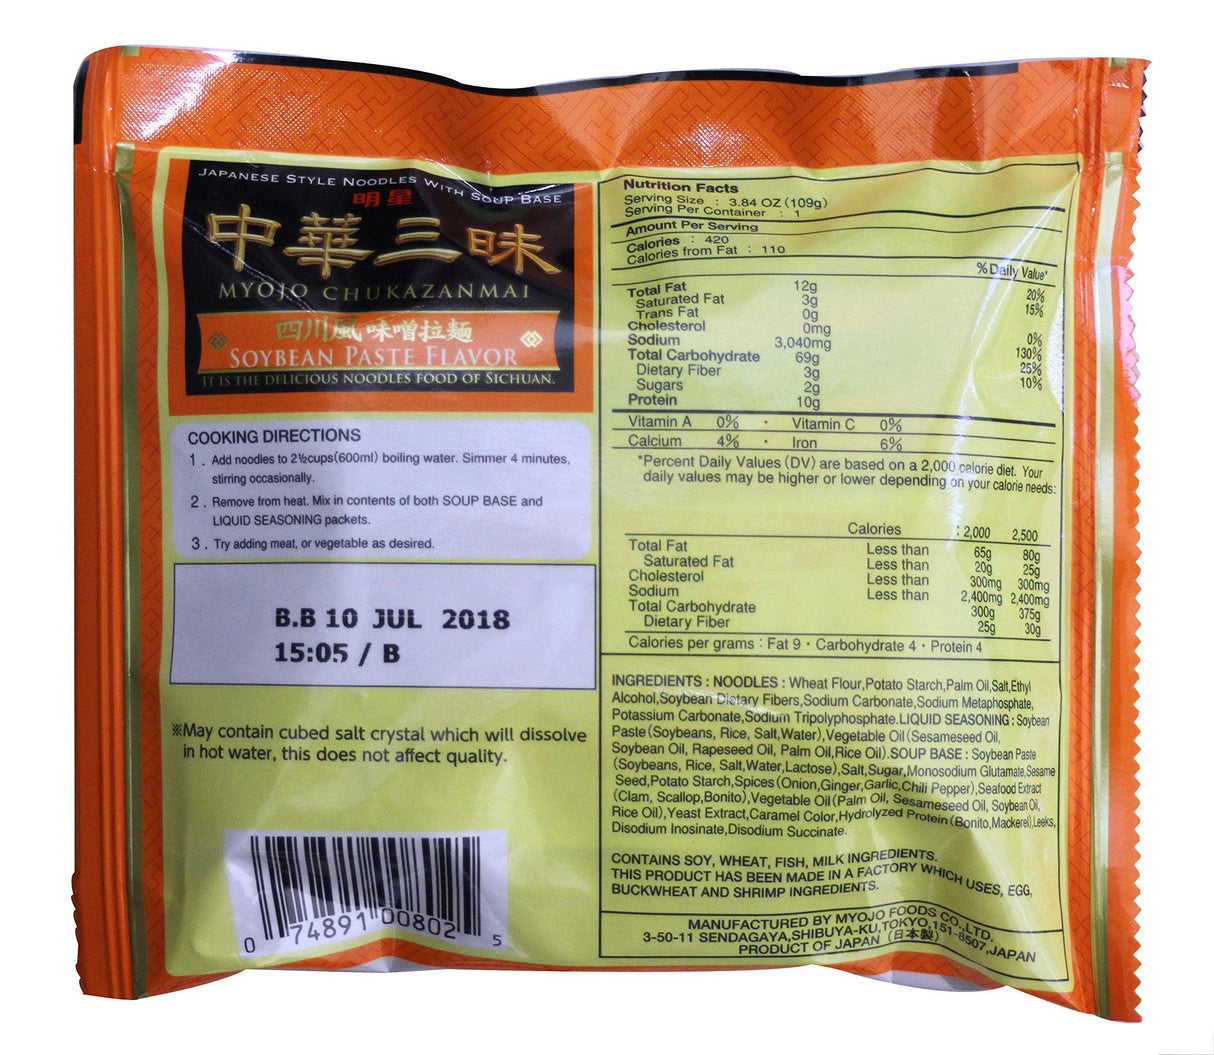 JAPANESE STYLE NOODLES WITH SOUP BASE
明星
中華三昧
MYOJO CHUKAZANMAI
四川風味噌拉麺
SOYBEAN PASTE FLAVOR
IT IS THE DELICIOUS NOODLES FOOD OF SICHUAN.
COOKING DIRECTIONS
1. Add noodles to 2½cups(600ml) boiling water. Simmer 4 minutes,
stirring occasionally.
2. Remove from heat. Mix in contents of both SOUP BASE and
LIQUID SEASONING packets.
3. Try adding meat, or vegetable as desired.
B.B 10 JUL 2018
15:05 / B
※May contain cubed salt crystal which will dissolve
in hot water, this does not affect quality.
0 74891 00802 5
Nutrition Facts
Serving Size : 3.84 OZ (109g)
Serving Per Container : 1
Amount Per Serving
Calories : 420
Calories from Fat : 110
% Daily Value*
Total Fat 12g 20%
Saturated Fat 3g 15%
Trans Fat 0g
Cholesterol 0mg 0%
Sodium 3,040mg 130%
Total Carbohydrate 69g 25%
Dietary Fiber 3g 10%
Sugars 2g
Protein 10g
Vitamin A 0% · Vitamin C 0%
Calcium 4% · Iron 6%
*Percent Daily Values (DV) are based on a 2,000 calorie diet. Your
daily values may be higher or lower depending on your calorie needs:
Calories : 2,000 2,500
Total Fat Less than 65g 80g
Saturated Fat Less than 20g 25g
Cholesterol Less than 300mg 300mg
Sodium Less than 2,400mg 2,400mg
Total Carbohydrate 300g 375g
Dietary Fiber 25g 30g
Calories per grams : Fat 9 · Carbohydrate 4 · Protein 4
INGREDIENTS : NOODLES : Wheat Flour,Potato Starch,Palm Oil,Salt,Ethyl
Alcohol,Soybean Dietary Fibers,Sodium Carbonate,Sodium Metaphosphate,
Potassium Carbonate,Sodium Tripolyphosphate.LIQUID SEASONING : Soybean
Paste (Soybeans, Rice, Salt,Water),Vegetable Oil (Sesameseed Oil,
Soybean Oil, Rapeseed Oil, Palm Oil,Rice Oil).SOUP BASE : Soybean Paste
(Soybeans, Rice, Salt,Water,Lactose),Salt,Sugar,Monosodium Glutamate,Sesame
Seed,Potato Starch,Spices (Onion,Ginger,Garlic,Chili Pepper),Seafood Extract
(Clam, Scallop,Bonito),Vegetable Oil (Palm Oil, Sesameseed Oil, Soybean Oil,
Rice Oil),Yeast Extract,Caramel Color,Hydrolyzed Protein (Bonito,Mackerel),Leeks,
Disodium Inosinate,Disodium Succinate.
CONTAINS SOY, WHEAT, FISH, MILK INGREDIENTS.
THIS PRODUCT HAS BEEN MADE IN A FACTORY WHICH USES, EGG,
BUCKWHEAT AND SHRIMP INGREDIENTS.
MANUFACTURED BY MYOJO FOODS CO.,LTD.
3-50-11 SENDAGAYA,SHIBUYA-KU,TOKYO,151-8507,JAPAN
PRODUCT OF JAPAN (日本製)